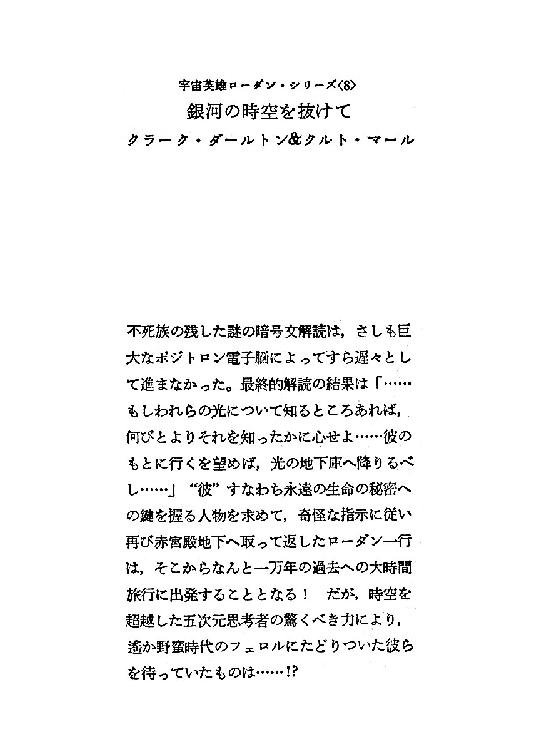 宇宙英雄ローダン・シリーズ〈8〉
銀河の時空を抜けて
クラーク・ダールトン&クルト・マール
不死族の残した謎の暗号文解読は，さしも巨
大なポジトロン電子脳によってすら遅々とし
て進まなかった。最終的解読の結果は「……
もしわれらの光について知るところあれば，
何びとよりそれを知ったかに心せよ……彼の
もとに行くを望めば，光の地下庫へ降りるべ
し……」“彼”すなわち永遠の生命の秘密へ
の鍵を握る人物を求めて，奇怪な指示に従い
再び赤宮殿地下へ取って返したローダン一行
は，そこからなんと一万年の過去への大時間
旅行に出発することとなる！　だが，時空を
超越した五次元思考者の驚くべき力により，
遙か野蛮時代のフェロルにたどりついた彼ら
を待っていたものは……!?